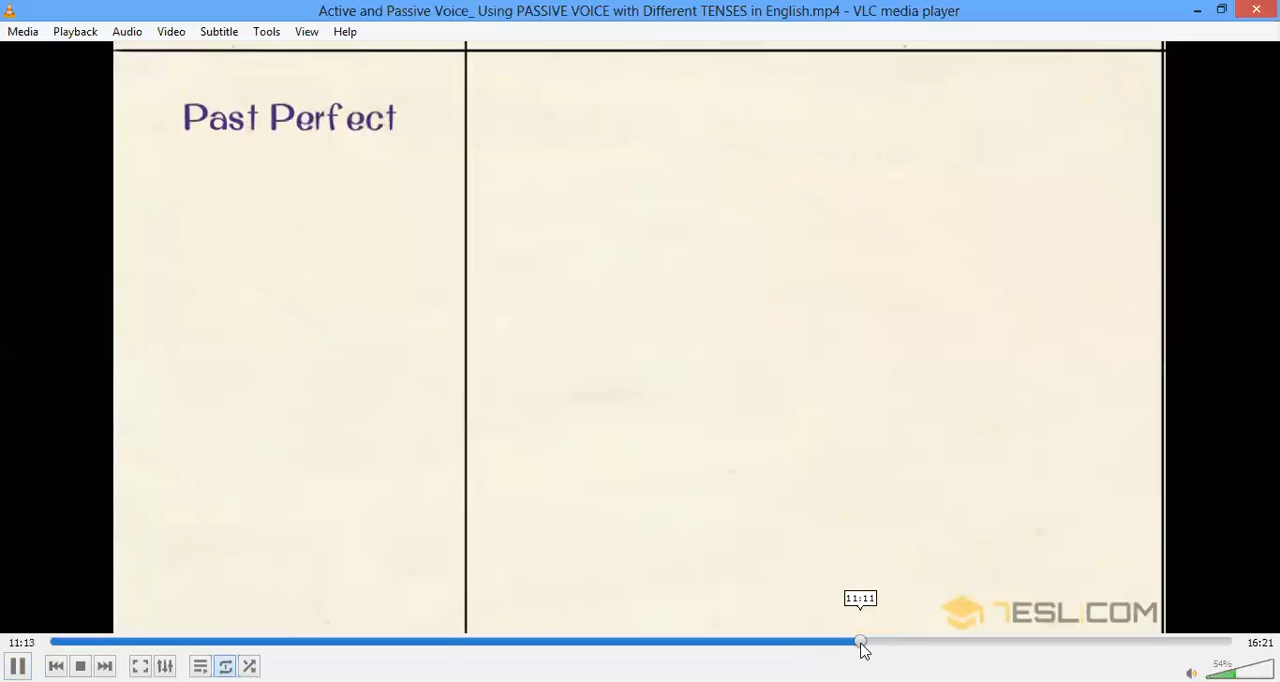 Active and Passive Voice_ Using PASSIVE VOICE with Different TENSES in English.mp4 - VLC media player
Media Playback Audio Video Subtitle Tools View Help
Past Perfect
11:11
7ESL.COM
11:13
16:21
54%